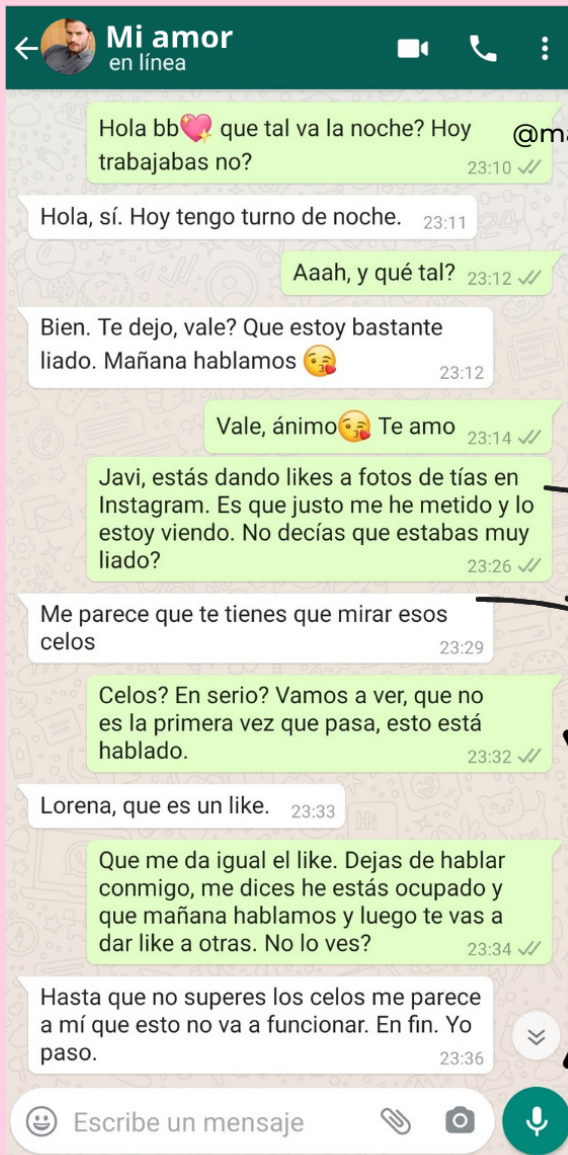 Mi amor
en línea
Hola bb💖 que tal va la noche? Hoy
trabajabas no?
23:10
Hola, sí. Hoy tengo turno de noche. 23:11
Aaah, y qué tal? 23:12
Bien. Te dejo, vale? Que estoy bastante
liado. Mañana hablamos 😘
23:12
Vale, ánimo😘 Te amo 23:14
Javi, estás dando likes a fotos de tías en
Instagram. Es que justo me he metido y lo
estoy viendo. No decías que estabas muy
liado? 23:26
Me parece que te tienes que mirar esos
celos 23:29
Celos? En serio? Vamos a ver, que no
es la primera vez que pasa, esto está
hablado. 23:32
Lorena, que es un like. 23:33
Que me da igual el like. Dejas de hablar
conmigo, me dices he estás ocupado y
que mañana hablamos y luego te vas a
dar like a otras. No lo ves? 23:34
Hasta que no superes los celos me parece
a mí que esto no va a funcionar. En fin. Yo
paso. 23:36
Escribe un mensaje